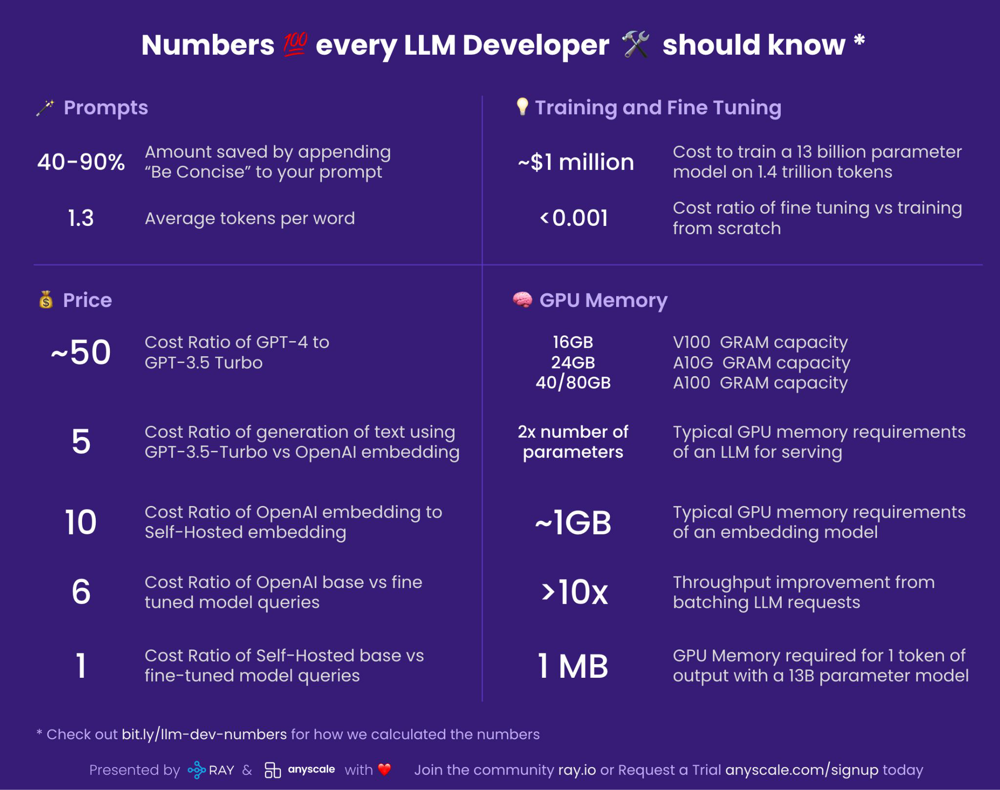 Numbers 💯 every LLM Developer 🛠️ should know *
🪄 Prompts
40-90%
Amount saved by appending
“Be Concise” to your prompt
1.3
Average tokens per word
💡 Training and Fine Tuning
~$1 million
Cost to train a 13 billion parameter
model on 1.4 trillion tokens
<0.001
Cost ratio of fine tuning vs training
from scratch
💰 Price
~50
Cost Ratio of GPT-4 to
GPT-3.5 Turbo
5
Cost Ratio of generation of text using
GPT-3.5-Turbo vs OpenAI embedding
10
Cost Ratio of OpenAI embedding to
Self-Hosted embedding
6
Cost Ratio of OpenAI base vs fine
tuned model queries
1
Cost Ratio of Self-Hosted base vs
fine-tuned model queries
🧠 GPU Memory
16GB V100 GRAM capacity
24GB A10G GRAM capacity
40/80GB A100 GRAM capacity
2x number of
parameters
Typical GPU memory requirements
of an LLM for serving
~1GB
Typical GPU memory requirements
of an embedding model
>10x
Throughput improvement from
batching LLM requests
1 MB
GPU Memory required for 1 token of
output with a 13B parameter model
* Check out bit.ly/llm-dev-numbers for how we calculated the numbers
Presented by RAY & anyscale with ❤️ Join the community ray.io or Request a Trial anyscale.com/signup today